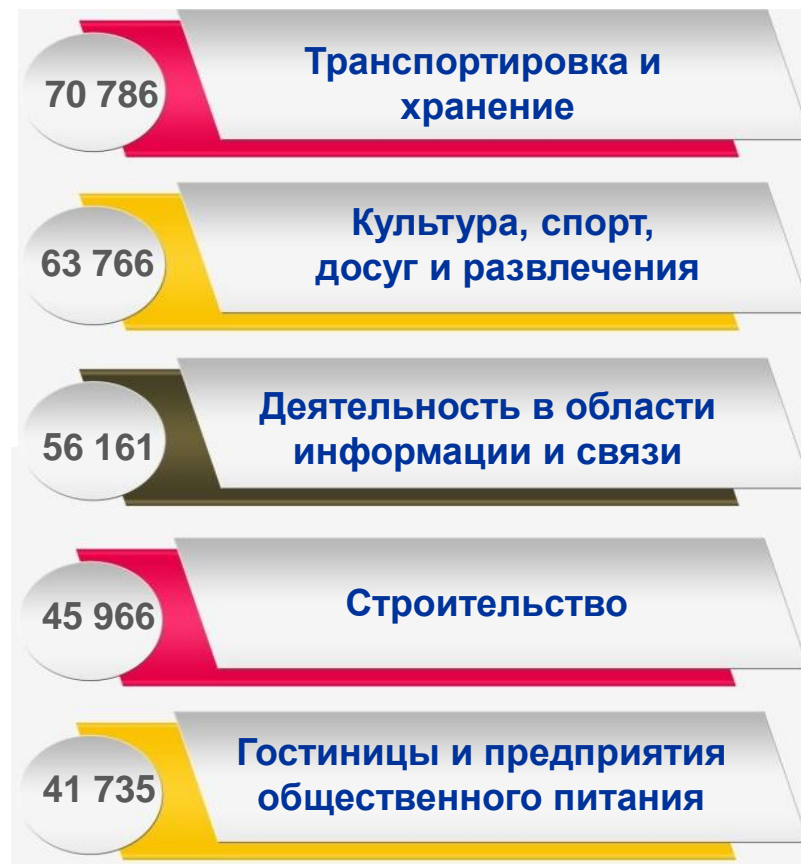 70 786
Транспортировка и
хранение
63 766
Культура, спорт,
досуг и развлечения
56 161
Деятельность в области
информации и связи
45 966
Строительство
41 735
Гостиницы и предприятия
общественного питания